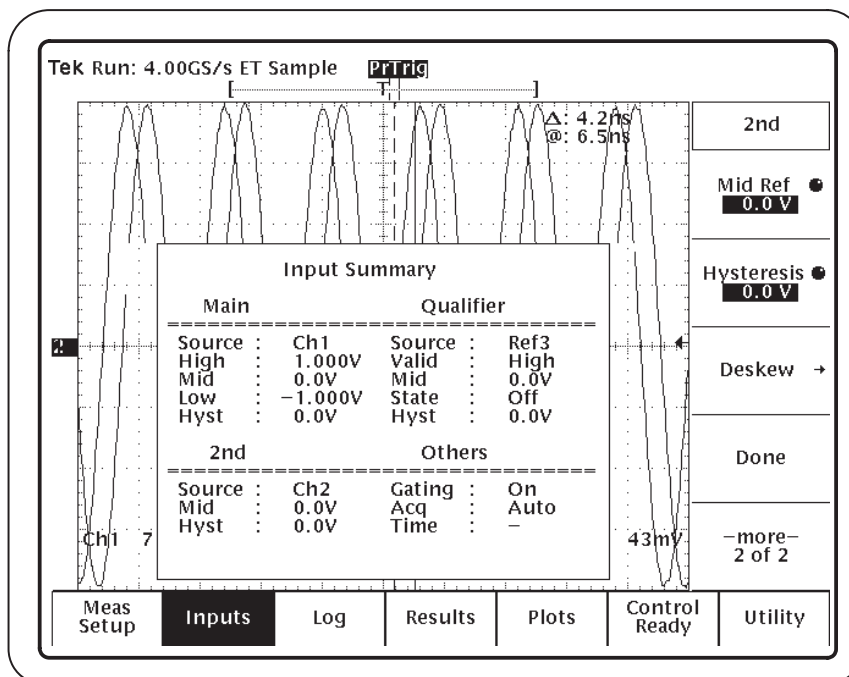 Tek Run: 4.00GS/s ET Sample PrTrig
Δ: 4.2ns
@: 6.5ns
2nd
Mid Ref
0.0 V
Hysteresis
0.0 V
Deskew →
Done
−more−
2 of 2
Input Summary
Main Qualifier
Source : Ch1 Source : Ref3
High : 1.000V Valid : High
Mid : 0.0V Mid : 0.0V
Low : −1.000V State : Off
Hyst : 0.0V Hyst : 0.0V
2nd Others
Source : Ch2 Gating : On
Mid : 0.0V Acq : Auto
Hyst : 0.0V Time : −
2
Ch1 7 43mV
Meas Setup
Inputs
Log
Results
Plots
Control Ready
Utility